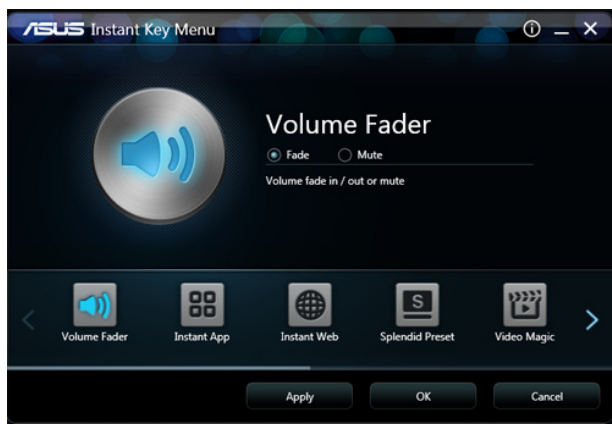 ASUS Instant Key Menu
Volume Fader
Fade Mute
Volume fade in / out or mute
Volume Fader Instant App Instant Web Splendid Preset Video Magic
S
Apply OK Cancel